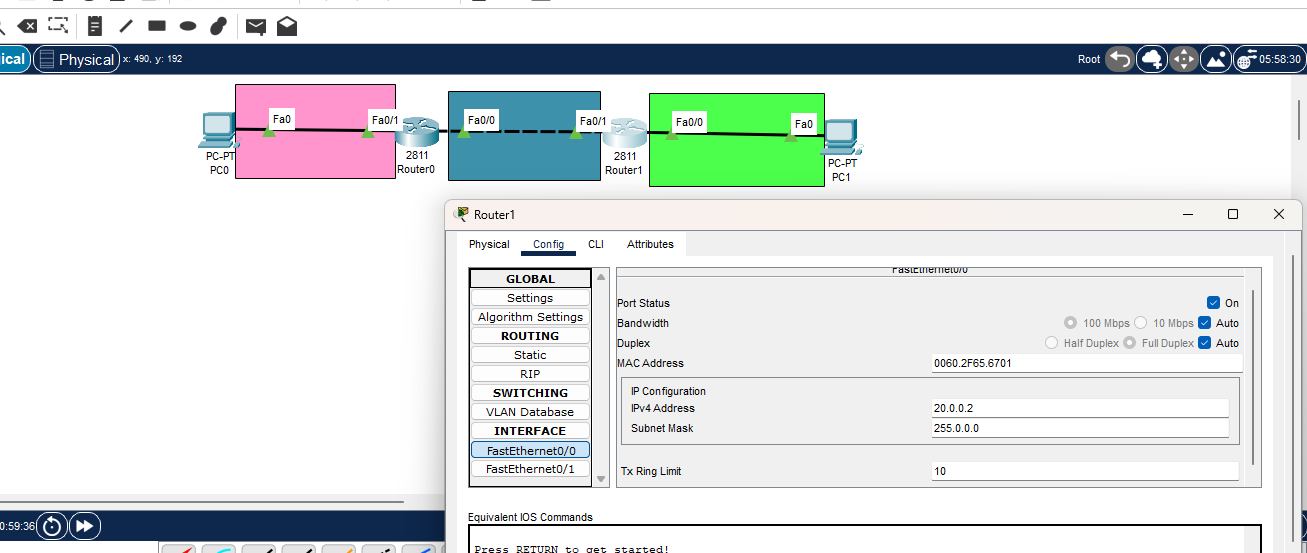 ical Physical x: 490, y: 192 Root 05:58:30
Fa0 Fa0/1 Fa0/0 Fa0/1 Fa0/0 Fa0
PC-PT
PC0
2811
Router0
2811
Router1
PC-PT
PC1
Router1
Physical Config CLI Attributes
GLOBAL
Settings
Algorithm Settings
ROUTING
Static
RIP
SWITCHING
VLAN Database
INTERFACE
FastEthernet0/0
FastEthernet0/1
FastEthernet0/0
Port Status On
Bandwidth 100 Mbps 10 Mbps Auto
Duplex Half Duplex Full Duplex Auto
MAC Address 0060.2F65.6701
IP Configuration
IPv4 Address 20.0.0.2
Subnet Mask 255.0.0.0
Tx Ring Limit 10
0:59:36
Equivalent IOS Commands
Press RETURN to get started!